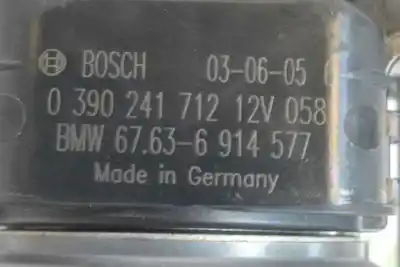 BOSCH 03-06-05
0 390 241 712 12V 058
BMW 67.63-6 914 577
Made in Germany